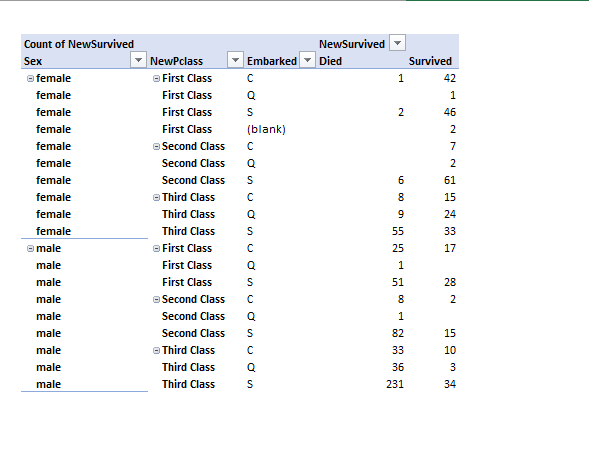 Count of NewSurvived NewSurvived
Sex NewPclass Embarked Died Survived
female First Class C 1 42
female First Class Q 1
female First Class S 2 46
female First Class (blank) 2
female Second Class C 7
female Second Class Q 2
female Second Class S 6 61
female Third Class C 8 15
female Third Class Q 9 24
female Third Class S 55 33
male First Class C 25 17
male First Class Q 1
male First Class S 51 28
male Second Class C 8 2
male Second Class Q 1
male Second Class S 82 15
male Third Class C 33 10
male Third Class Q 36 3
male Third Class S 231 34